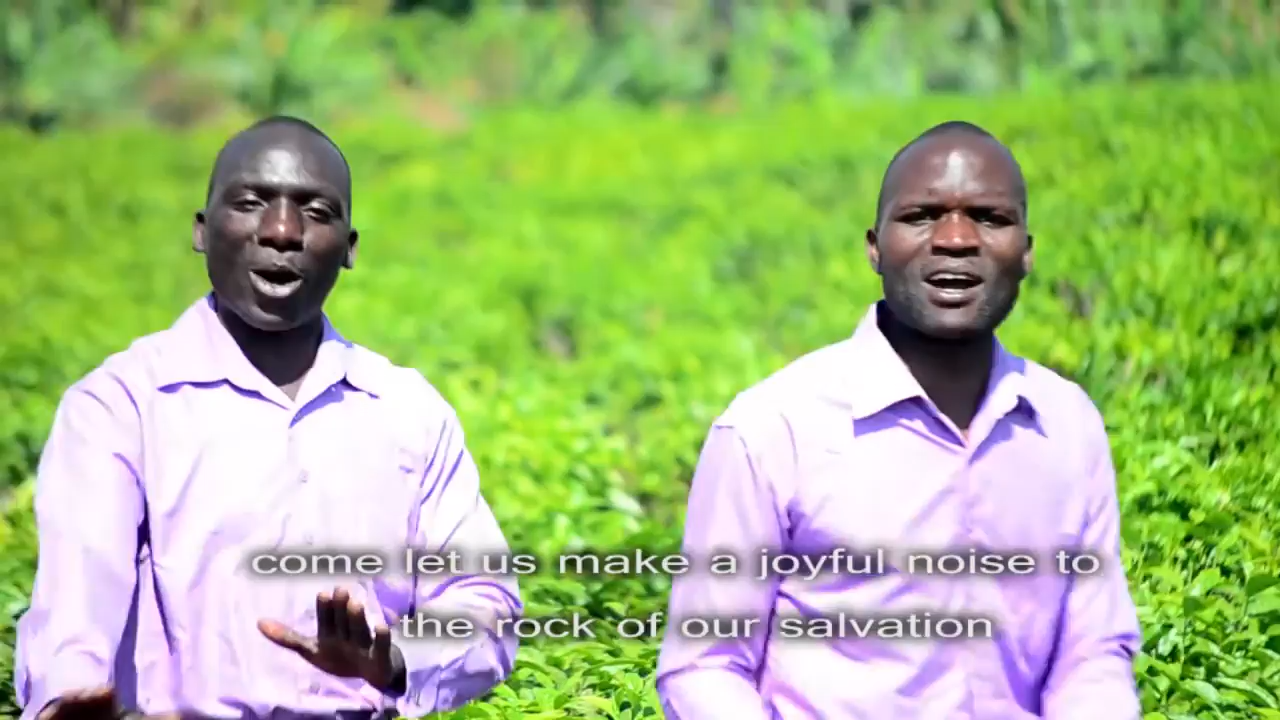 come let us make a joyful noise to
the rock of our salvation